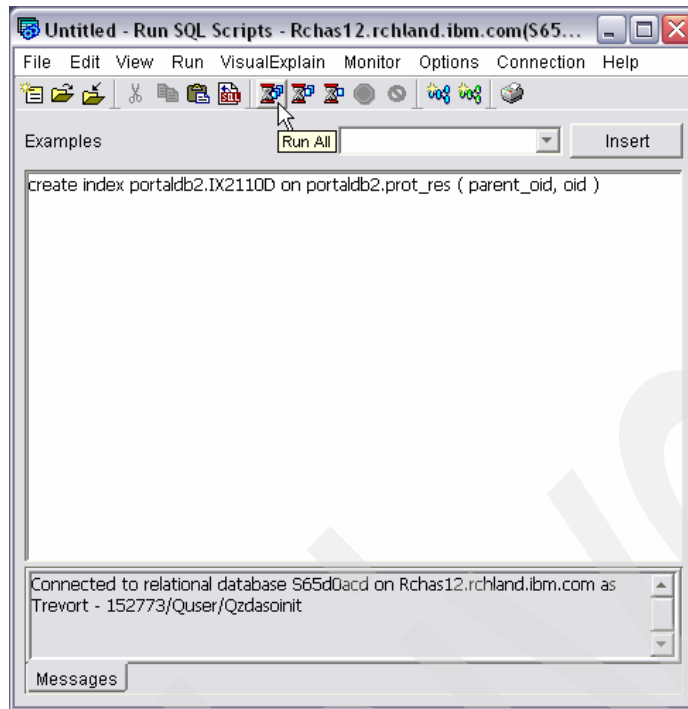 Untitled - Run SQL Scripts - Rchas12.rchland.ibm.com(S65...
File Edit View Run VisualExplain Monitor Options Connection Help
Examples
Run All
Insert
create index portaldb2.IX2110D on portaldb2.prot_res ( parent_oid, oid )
Connected to relational database S65d0acd on Rchas12.rchland.ibm.com as
Trevort - 152773/Quser/Qzdasoinit
Messages